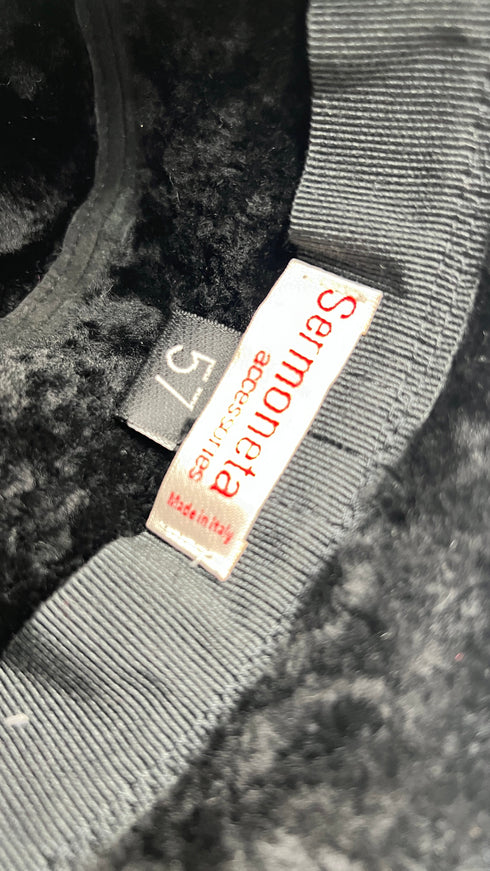 Sermoneta
accessories
Made in Italy
57